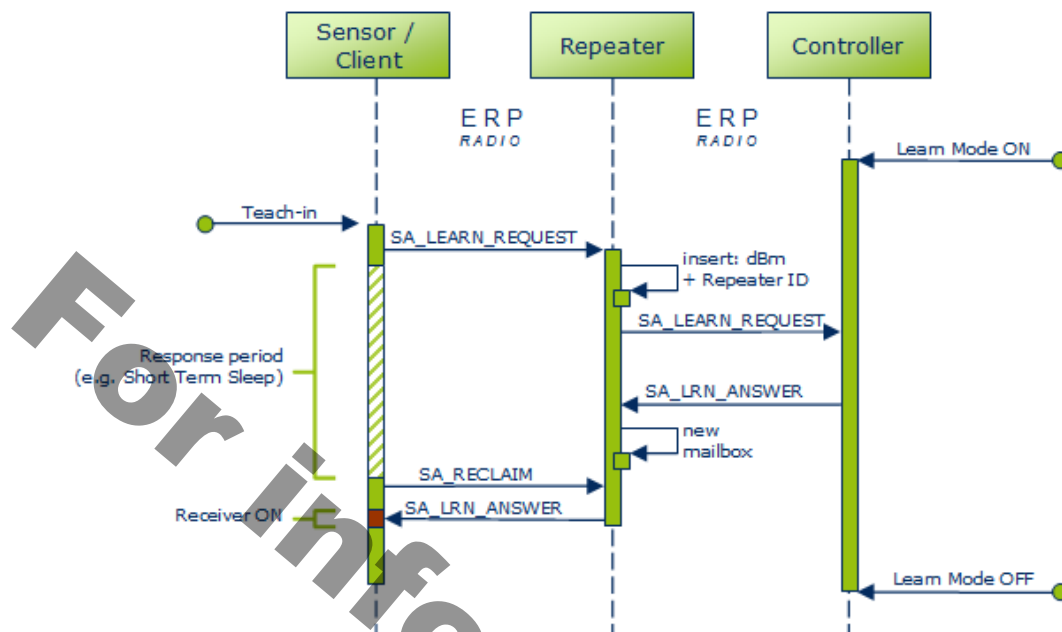 Sensor /
Client
Repeater
Controller
ERP
RADIO
ERP
RADIO
Learn Mode ON
Teach-in
SA_LEARN_REQUEST
insert: dBm
+ Repeater ID
SA_LEARN_REQUEST
Response period
(e.g. Short Term Sleep)
SA_LRN_ANSWER
new
mailbox
SA_RECLAIM
SA_LRN_ANSWER
Receiver ON
Learn Mode OFF
For info